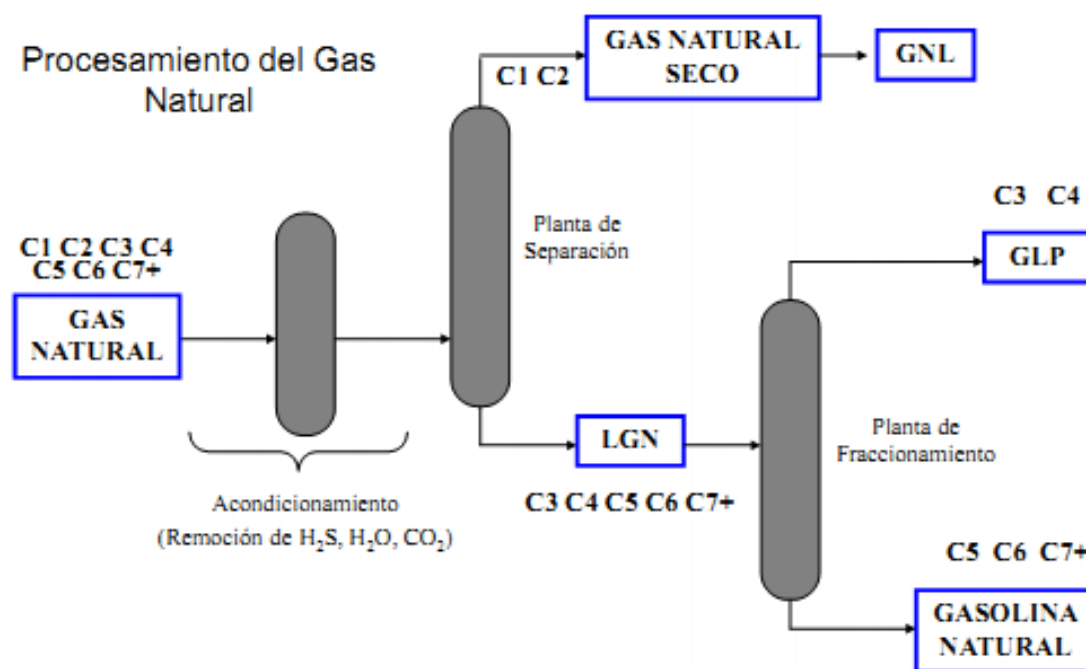 Procesamiento del Gas
Natural
C1 C2
GAS NATURAL
SECO
GNL
Planta de
Separación
C3 C4
GLP
C1 C2 C3 C4
C5 C6 C7+
GAS
NATURAL
LGN
C3 C4 C5 C6 C7+
Planta de
Fraccionamiento
Acondicionamiento
(Remoción de H₂S, H₂O, CO₂)
C5 C6 C7+
GASOLINA
NATURAL